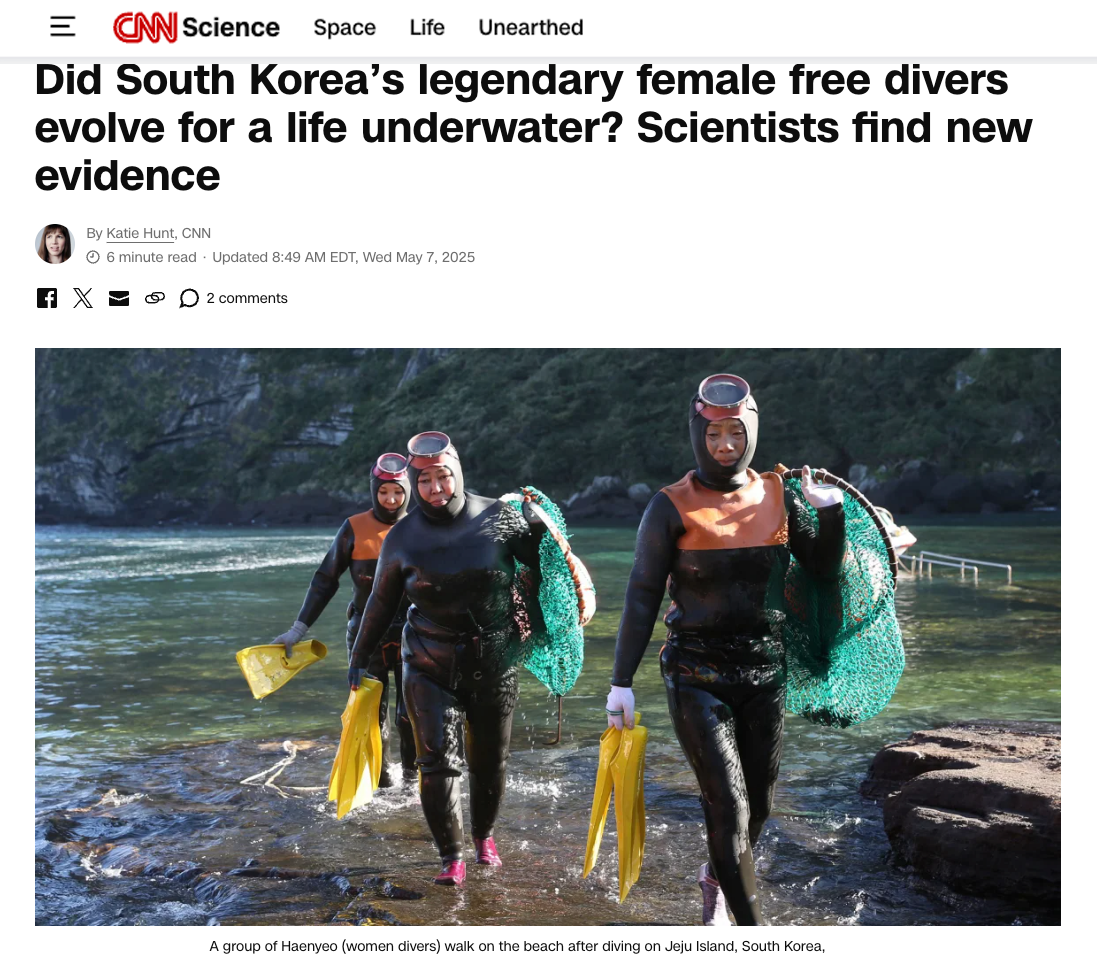 CNN Science Space Life Unearthed
Did South Korea’s legendary female free divers
evolve for a life underwater? Scientists find new
evidence
By Katie Hunt, CNN
6 minute read · Updated 8:49 AM EDT, Wed May 7, 2025
2 comments
A group of Haenyeo (women divers) walk on the beach after diving on Jeju Island, South Korea,